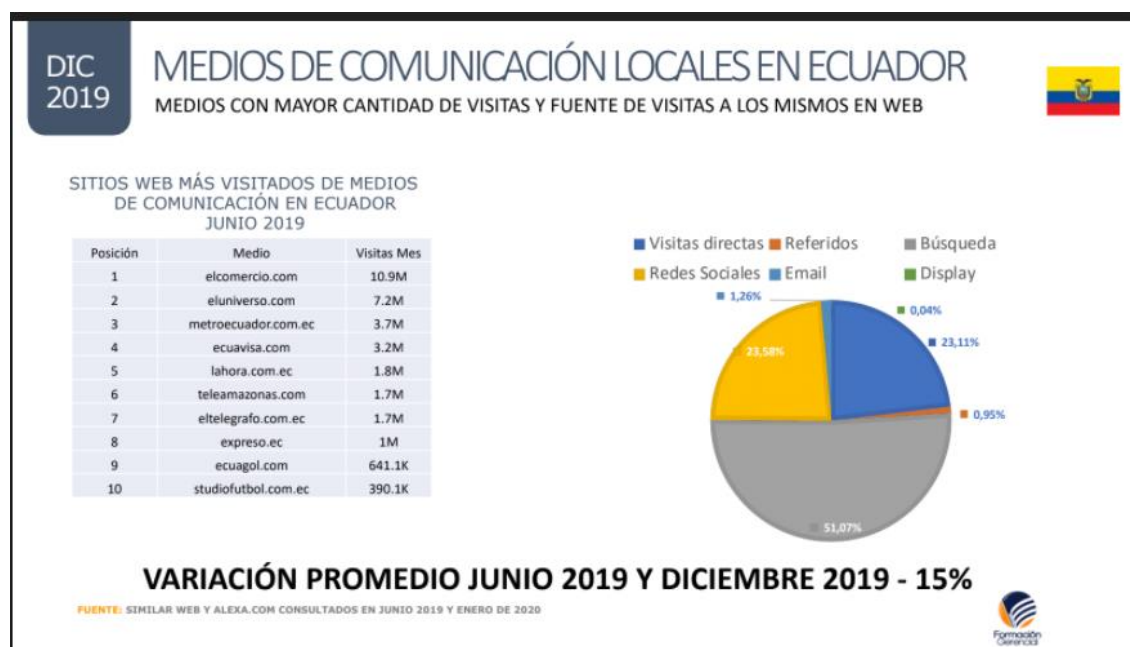 DIC
2019
MEDIOS DE COMUNICACIÓN LOCALES EN ECUADOR
MEDIOS CON MAYOR CANTIDAD DE VISITAS Y FUENTE DE VISITAS A LOS MISMOS EN WEB
SITIOS WEB MÁS VISITADOS DE MEDIOS
DE COMUNICACIÓN EN ECUADOR
JUNIO 2019
Posición Medio Visitas Mes
1 elcomercio.com 10.9M
2 eluniverso.com 7.2M
3 metroecuador.com.ec 3.7M
4 ecuavisa.com 3.2M
5 lahora.com.ec 1.8M
6 teleamazonas.com 1.7M
7 eltelegrafo.com.ec 1.7M
8 expreso.ec 1M
9 ecuagol.com 641.1K
10 studiofutbol.com.ec 390.1K
Visitas directas Referidos Búsqueda
Redes Sociales Email Display
1,26%
0,04%
23,11%
23,58%
0,95%
51,07%
VARIACIÓN PROMEDIO JUNIO 2019 Y DICIEMBRE 2019 - 15%
FUENTE: SIMILAR WEB Y ALEXA.COM CONSULTADOS EN JUNIO 2019 Y ENERO DE 2020
Formación
Gerencial